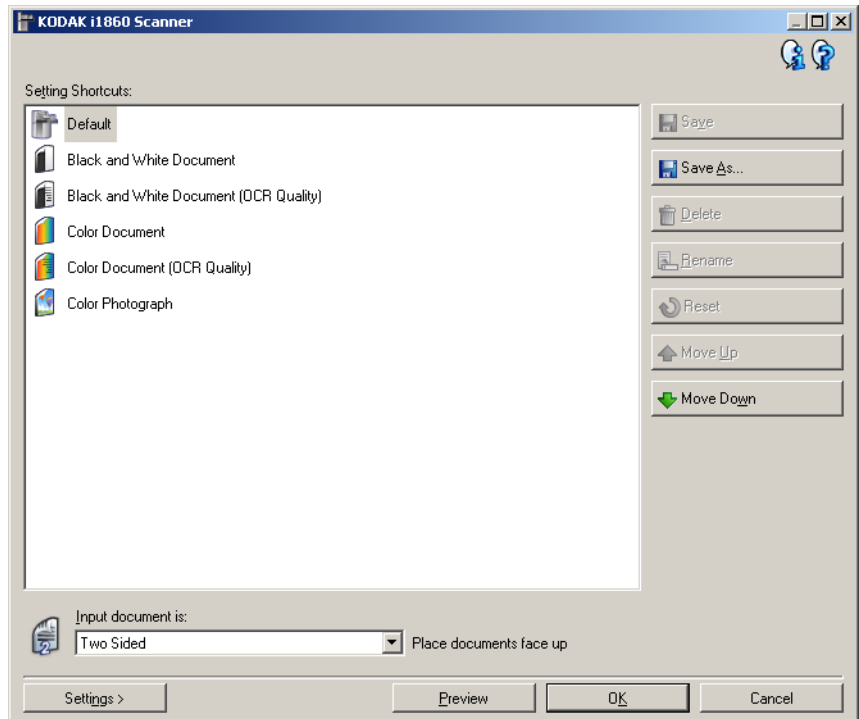 KODAK i1860 Scanner
Setting Shortcuts:
Default
Black and White Document
Black and White Document (OCR Quality)
Color Document
Color Document (OCR Quality)
Color Photograph
Save
Save As...
Delete
Rename
Reset
Move Up
Move Down
Input document is:
2
Two Sided
Place documents face up
Settings >
Preview
OK
Cancel